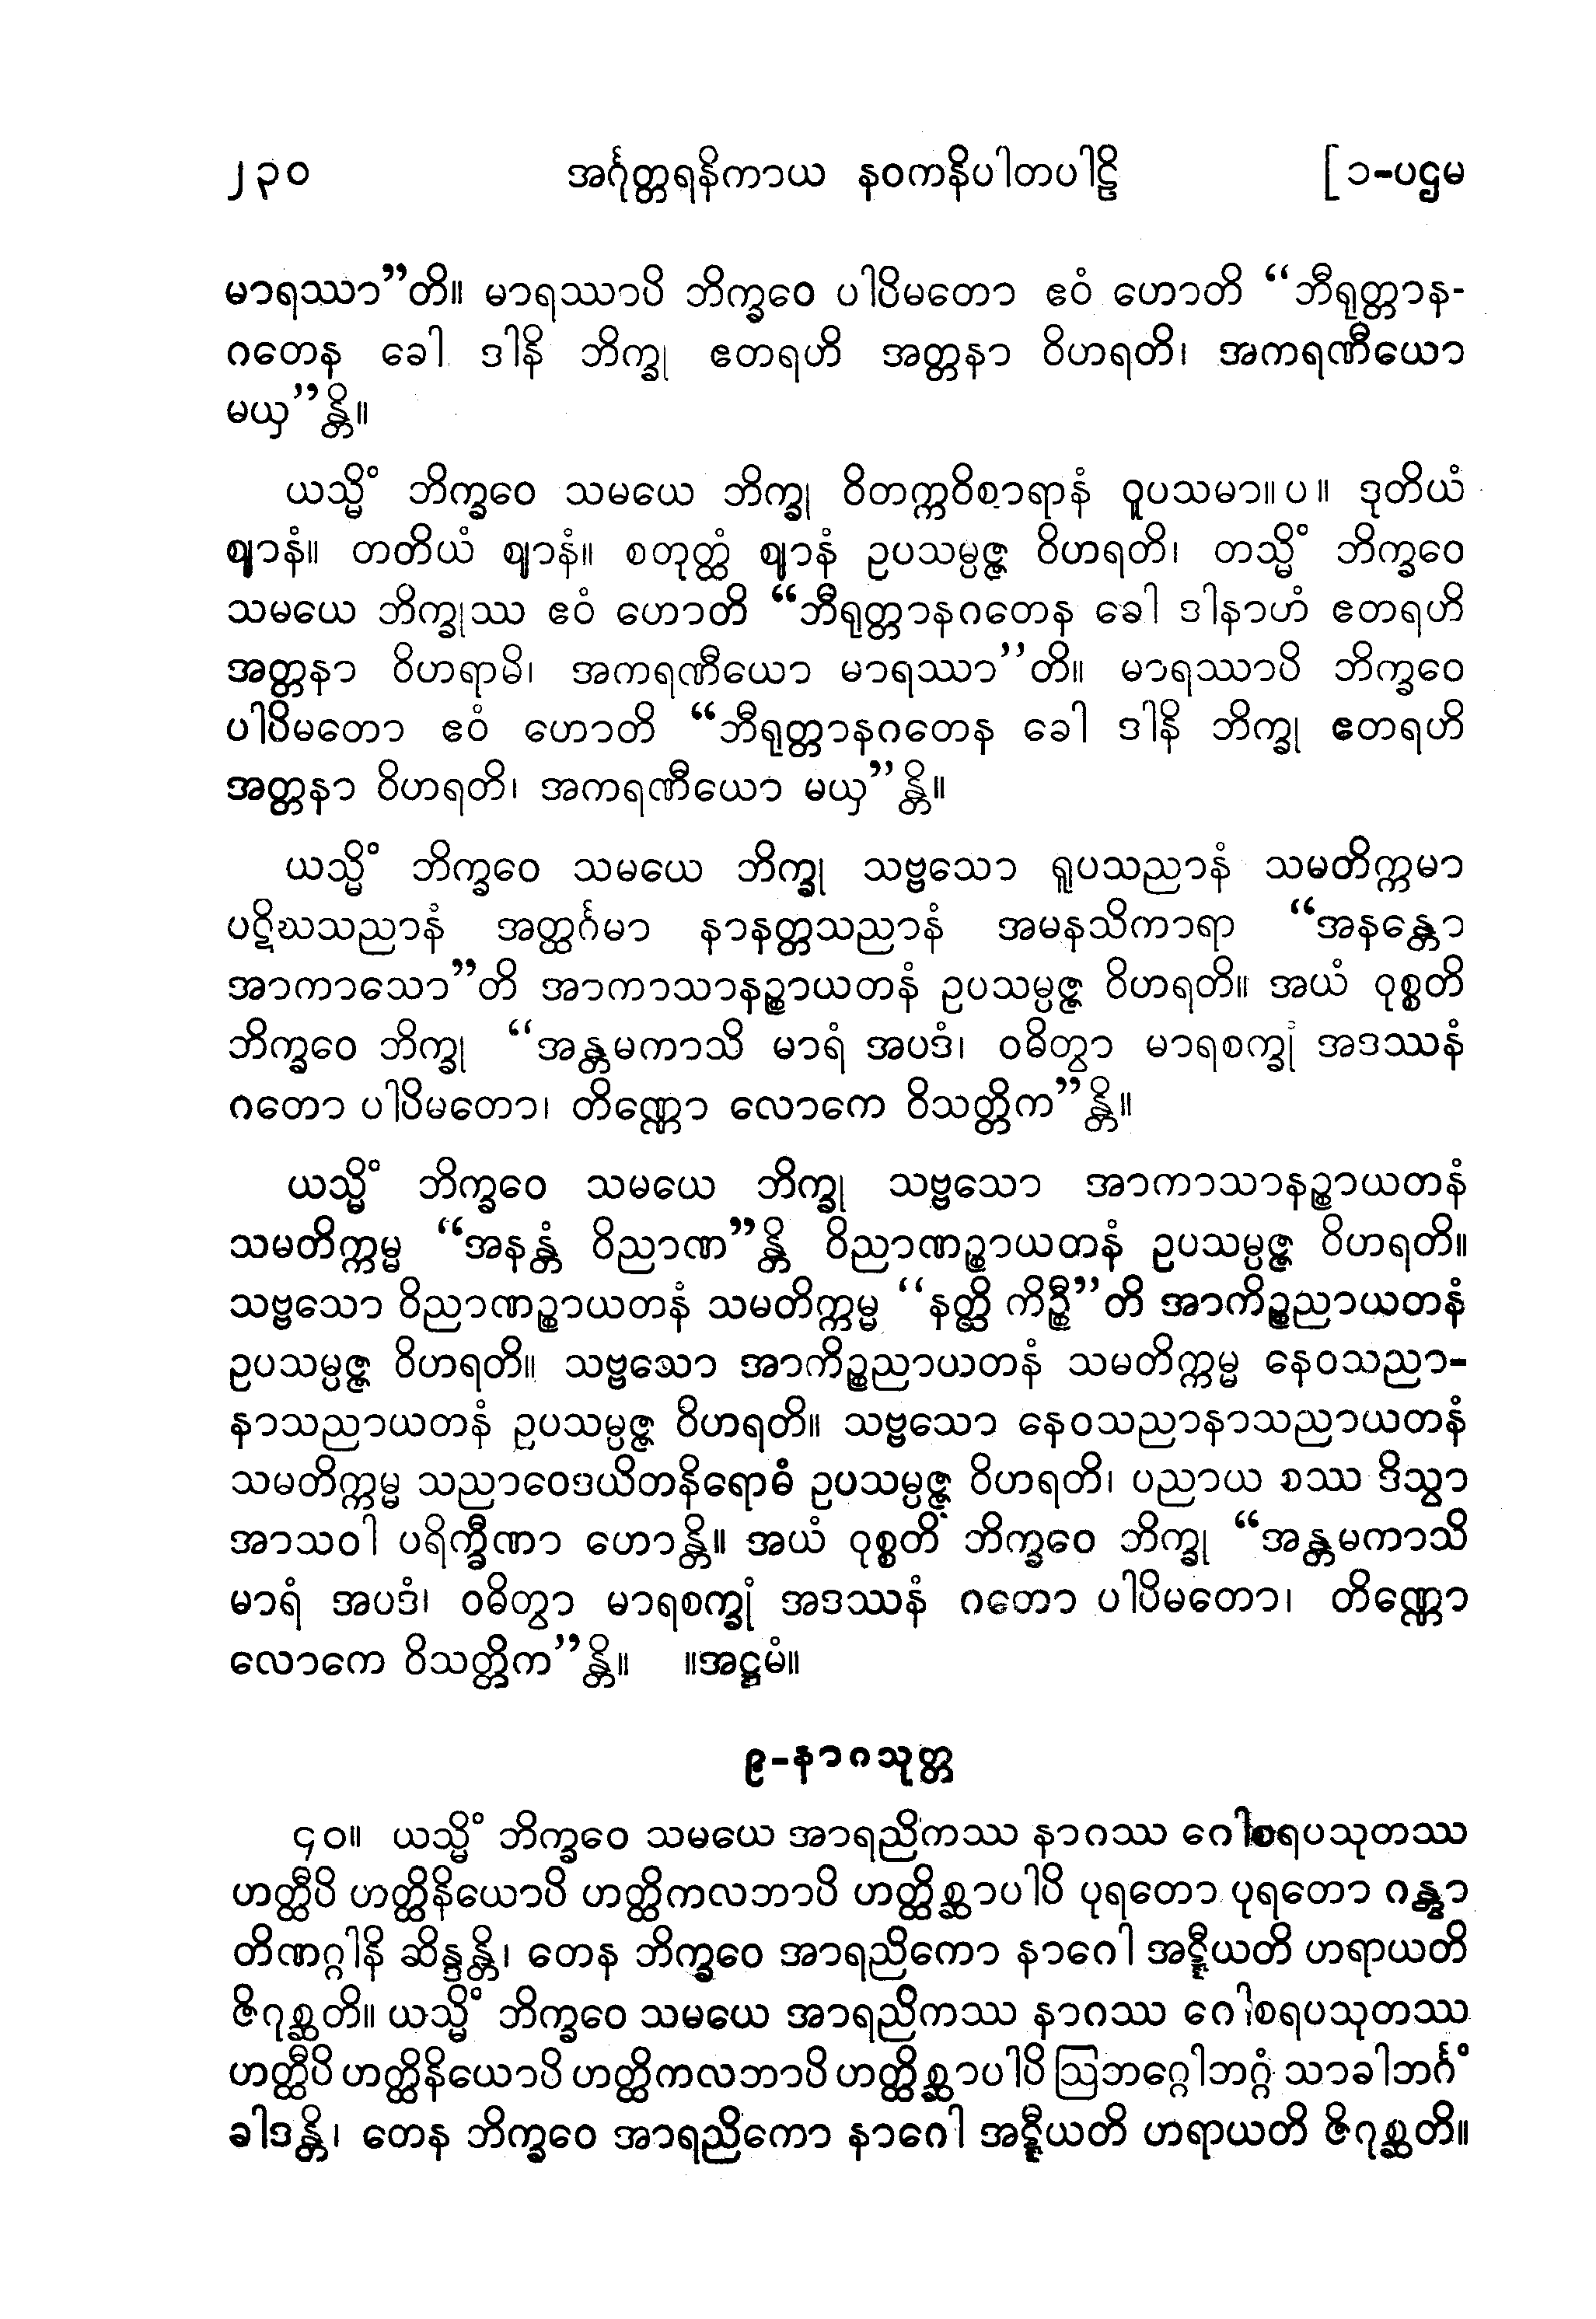 ၂၃၀ အင်္ဂုတ္တရနိကာယ နဝကနိပါတပါဠိ [ ၁-ပဌမ
မာရဿာ”တိ။ မာရဿာပိ ဘိက္ခဝေ ပါပိမတော ဧဝံ ဟောတိ “ဘီရုတ္တာန-
ဂတေန ခေါ ဒါနိ ဘိက္ခု ဧတရဟိ အတ္တနာ ဝိဟရတိ၊ အကရဏီယော
မယှ”န္တိ။
ယသ္မိံ ဘိက္ခဝေ သမယေ ဘိက္ခု ဝိတက္ကဝိစာရာနံ ဝူပသမာ။ပ။ ဒုတိယံ
ဈာနံ။ တတိယံ ဈာနံ။ စတုတ္ထံ ဈာနံ ဥပသမ္ပဇ္ဇ ဝိဟရတိ၊ တသ္မိံ ဘိက္ခဝေ
သမယေ ဘိက္ခုဿ ဧဝံ ဟောတိ “ဘီရုတ္တာနဂတေန ခေါ ဒါနာဟံ ဧတရဟိ
အတ္တနာ ဝိဟရာမိ၊ အကရဏီယော မာရဿာ”တိ။ မာရဿာပိ ဘိက္ခဝေ
ပါပိမတော ဧဝံ ဟောတိ “ဘီရုတ္တာနဂတေန ခေါ ဒါနိ ဘိက္ခု ဧတရဟိ
အတ္တနာ ဝိဟရတိ၊ အကရဏီယော မယှ”န္တိ။
ယသ္မိံ ဘိက္ခဝေ သမယေ ဘိက္ခု သဗ္ဗသော ရူပသညာနံ သမတိက္ကမာ
ပဋိဃသညာနံ အတ္ထင်္ဂမာ နာနတ္တသညာနံ အမနသိကာရာ “အနန္တော
အာကာသော”တိ အာကာသာနဉ္စာယတနံ ဥပသမ္ပဇ္ဇ ဝိဟရတိ။ အယံ ဝုစ္စတိ
ဘိက္ခဝေ ဘိက္ခု “အန္တမကာသိ မာရံ အပဒံ၊ ဝဓိတွာ မာရစက္ခုံ အဒဿနံ
ဂတော ပါပိမတော၊ တိဏ္ဏော လောကေ ဝိသတ္တိက”န္တိ။
ယသ္မိံ ဘိက္ခဝေ သမယေ ဘိက္ခု သဗ္ဗသော အာကာသာနဉ္စာယတနံ
သမတိက္ကမ္မ “အနန္တံ ဝိညာဏ”န္တိ ဝိညာဏဉ္စာယတနံ ဥပသမ္ပဇ္ဇ ဝိဟရတိ။
သဗ္ဗသော ဝိညာဏဉ္စာယတနံ သမတိက္ကမ္မ “နတ္ထိ ကိဉ္စီ”တိ အာကိဉ္စညာယတနံ
ဥပသမ္ပဇ္ဇ ဝိဟရတိ။ သဗ္ဗသော အာကိဉ္စညာယတနံ သမတိက္ကမ္မ နေဝသညာ-
နာသညာယတနံ ဥပသမ္ပဇ္ဇ ဝိဟရတိ။ သဗ္ဗသော နေဝသညာနာသညာယတနံ
သမတိက္ကမ္မ သညာဝေဒယိတနိရောဓံ ဥပသမ္ပဇ္ဇ ဝိဟရတိ၊ ပညာယ စဿ ဒိသွာ
အာသဝါ ပရိက္ခီဏာ ဟောန္တိ။ အယံ ဝုစ္စတိ ဘိက္ခဝေ ဘိက္ခု “အန္တမကာသိ
မာရံ အပဒံ၊ ဝဓိတွာ မာရစက္ခုံ အဒဿနံ ဂတော ပါပိမတော၊ တိဏ္ဏော
လောကေ ဝိသတ္တိက”န္တိ။ ။အဋ္ဌမံ။
၉-နာဂသုတ္တ
၄၀။ ယသ္မိံ ဘိက္ခဝေ သမယေ အာရညိကဿ နာဂဿ ဂေါစရပသုတဿ
ဟတ္ထီပိ ဟတ္ထိနိယောပိ ဟတ္ထိကလဘာပိ ဟတ္ထိစ္ဆာပါပိ ပုရတော ပုရတော ဂန္တွာ
တိဏဂ္ဂါနိ ဆိန္ဒန္တိ၊ တေန ဘိက္ခဝေ အာရညိကော နာဂေါ အဋ္ဋီယတိ ဟရာယတိ
ဇိဂုစ္ဆတိ။ ယသ္မိံ ဘိက္ခဝေ သမယေ အာရညိကဿ နာဂဿ ဂေါစရပသုတဿ
ဟတ္ထီပိ ဟတ္ထိနိယောပိ ဟတ္ထိကလဘာပိ ဟတ္ထိစ္ဆာပါပိ ဩဘဂ္ဂေါဘဂ္ဂံ သာခါဘင်္ဂံ
ခါဒန္တိ၊ တေန ဘိက္ခဝေ အာရညိကော နာဂေါ အဋ္ဋီယတိ ဟရာယတိ ဇိဂုစ္ဆတိ။